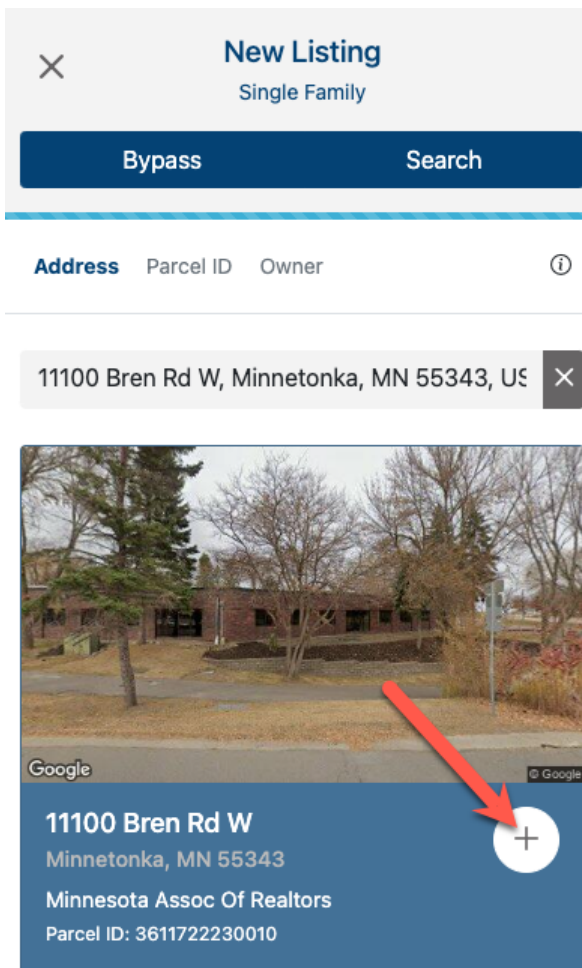 New Listing
Single Family
Bypass Search
Address Parcel ID Owner
11100 Bren Rd W, Minnetonka, MN 55343, US
Google
© Google
11100 Bren Rd W
Minnetonka, MN 55343
Minnesota Assoc Of Realtors
Parcel ID: 3611722230010